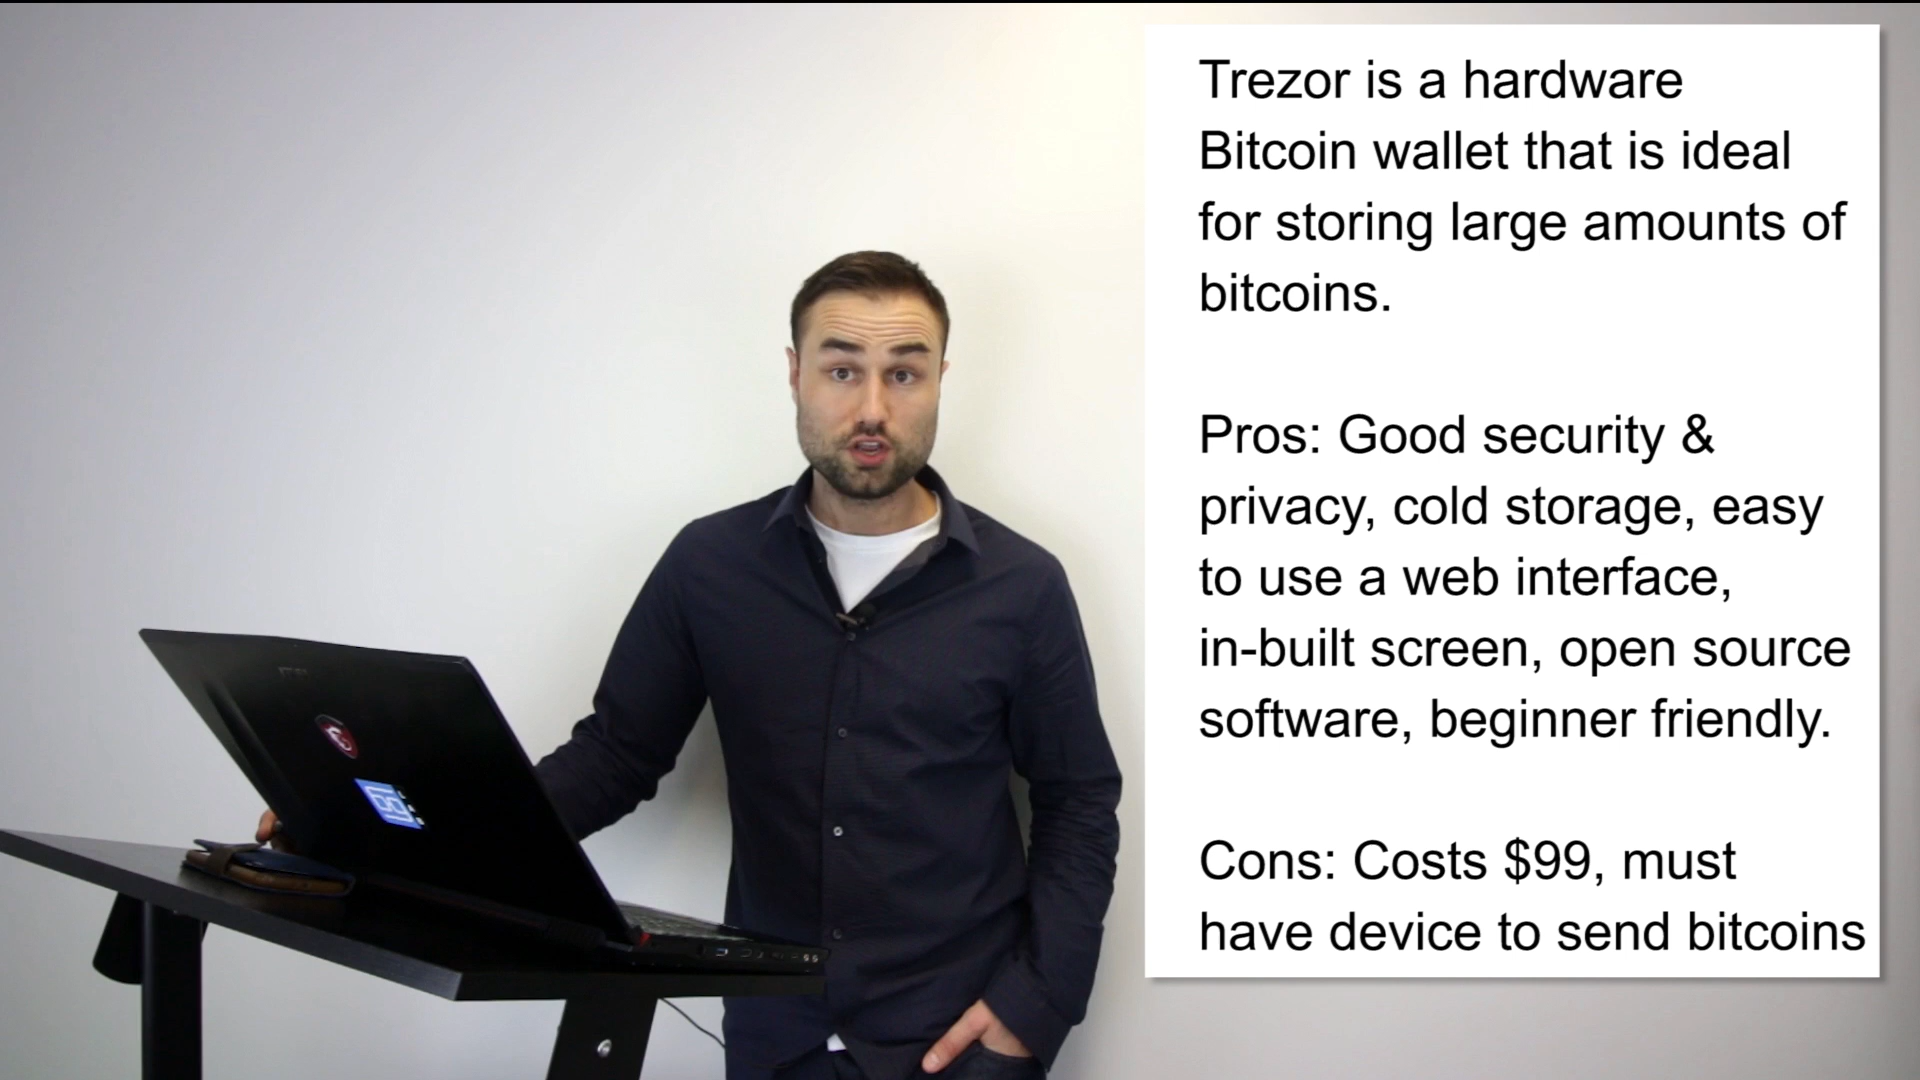 Trezor is a hardware
Bitcoin wallet that is ideal
for storing large amounts of
bitcoins.
Pros: Good security &
privacy, cold storage, easy
to use a web interface,
in-built screen, open source
software, beginner friendly.
Cons: Costs $99, must
have device to send bitcoins